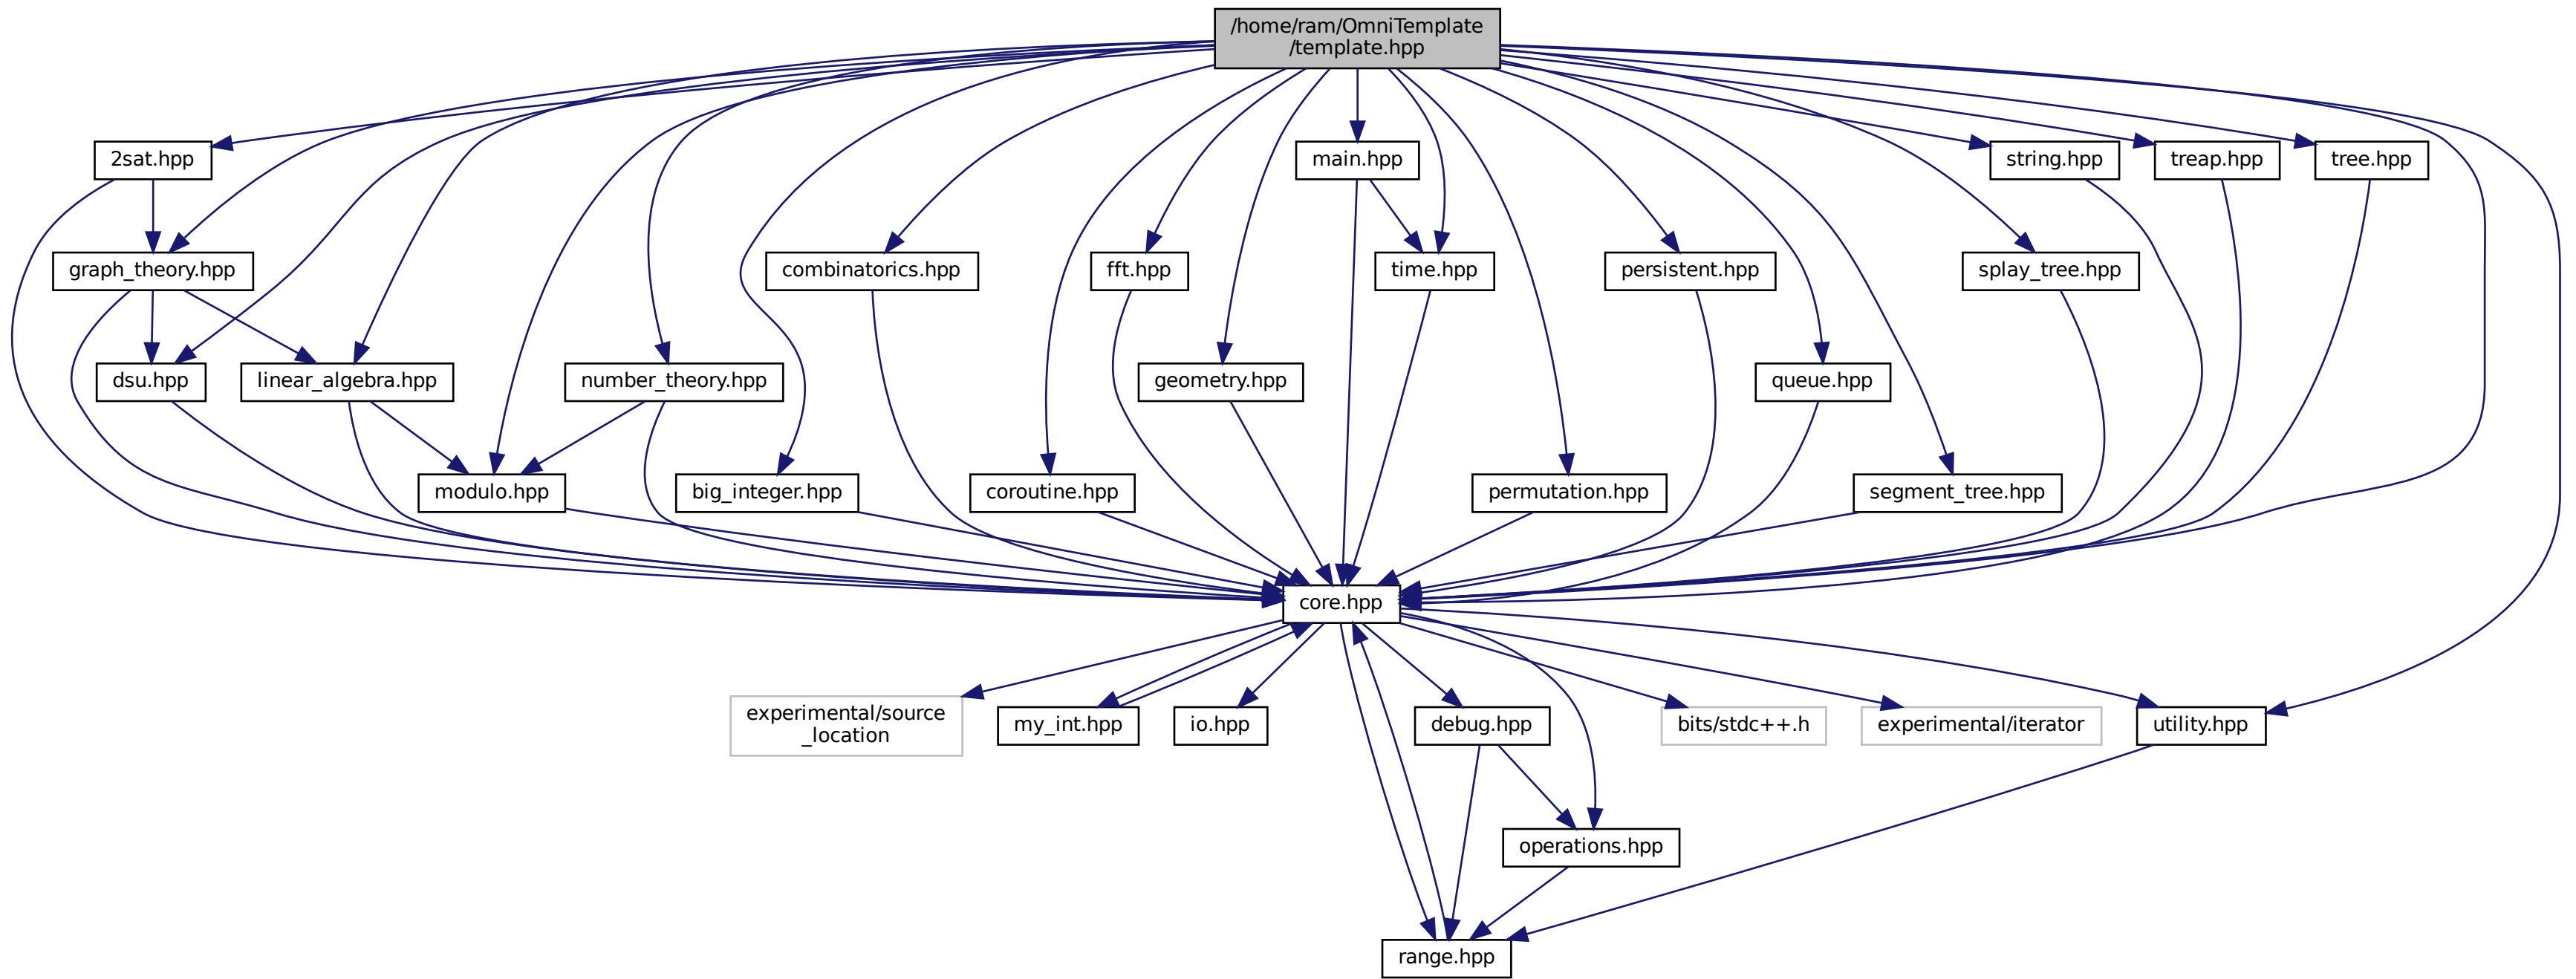 /home/ram/OmniTemplate
/template.hpp
2sat.hpp
main.hpp
string.hpp
treap.hpp
tree.hpp
graph_theory.hpp
combinatorics.hpp
fft.hpp
time.hpp
persistent.hpp
splay_tree.hpp
dsu.hpp
linear_algebra.hpp
number_theory.hpp
geometry.hpp
queue.hpp
modulo.hpp
big_integer.hpp
coroutine.hpp
permutation.hpp
segment_tree.hpp
core.hpp
experimental/source
_location
my_int.hpp
io.hpp
debug.hpp
bits/stdc++.h
experimental/iterator
utility.hpp
operations.hpp
range.hpp